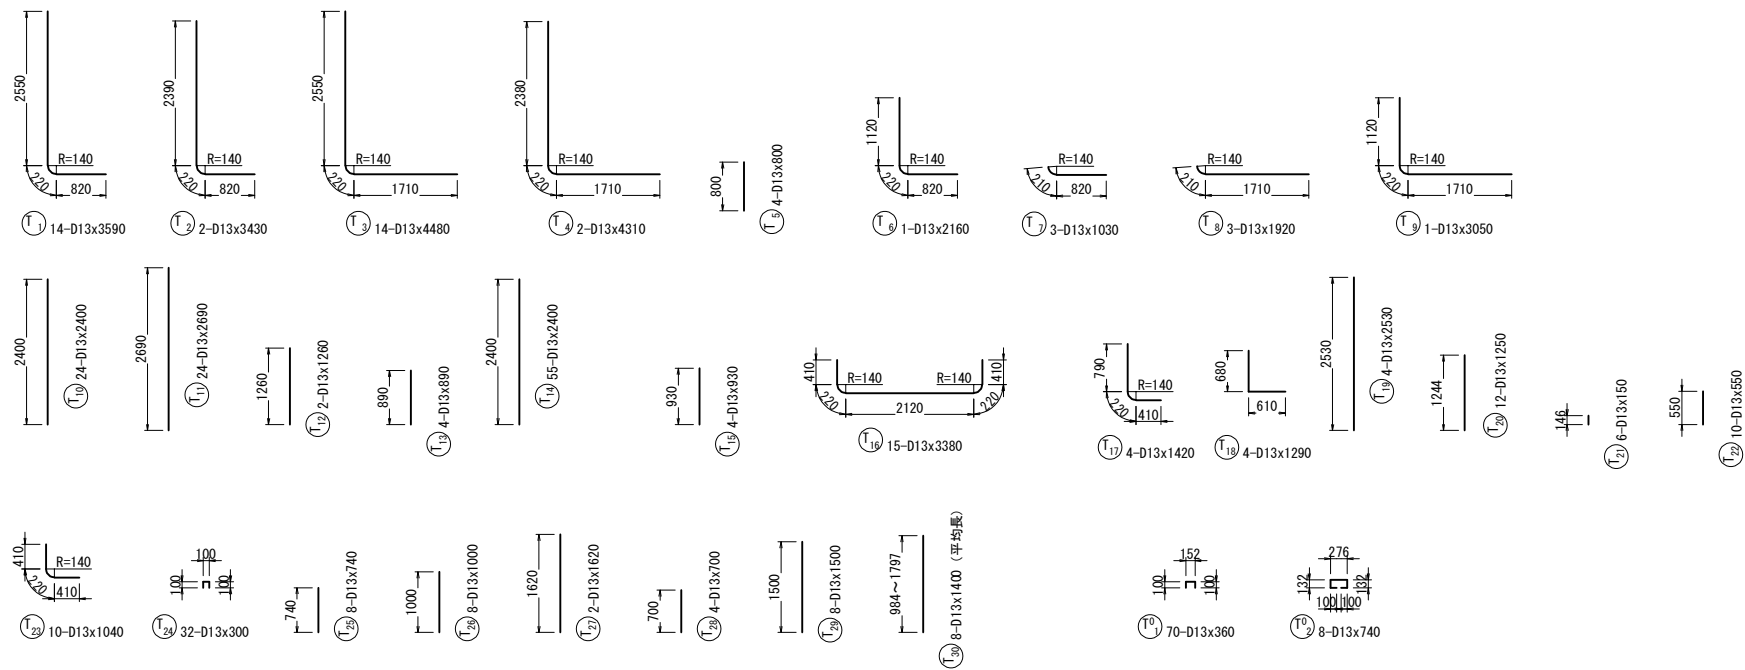 2550
R=140
220
820
T1 14-D13x3590
2390
R=140
220
820
T2 2-D13x3430
2550
R=140
220
1710
T3 14-D13x4480
2380
R=140
220
1710
T4 2-D13x4310
800
T5 4-D13x800
1120
R=140
220
820
T6 1-D13x2160
R=140
210
820
T7 3-D13x1030
R=140
210
1710
T8 3-D13x1920
1120
R=140
220
1710
T9 1-D13x3050
2400
T10 24-D13x2400
2690
T11 24-D13x2690
1260
T12 2-D13x1260
890
T13 4-D13x890
2400
T14 55-D13x2400
930
T15 4-D13x930
410
R=140
R=140
410
220
2120
220
T16 15-D13x3380
790
R=140
220
410
T17 4-D13x1420
680
610
T18 4-D13x1290
2530
T19 4-D13x2530
1244
T20 12-D13x1250
146
T21 6-D13x150
550
T22 10-D13x550
410
R=140
220
410
T23 10-D13x1040
100
100
100
T24 32-D13x300
740
T25 8-D13x740
1000
T26 8-D13x1000
1620
T27 2-D13x1620
700
T28 4-D13x700
1500
T29 8-D13x1500
984~1797
T30 8-D13x1400 (平均長)
152
100
100
T01 70-D13x360
276
132
132
100 100
T02 8-D13x740